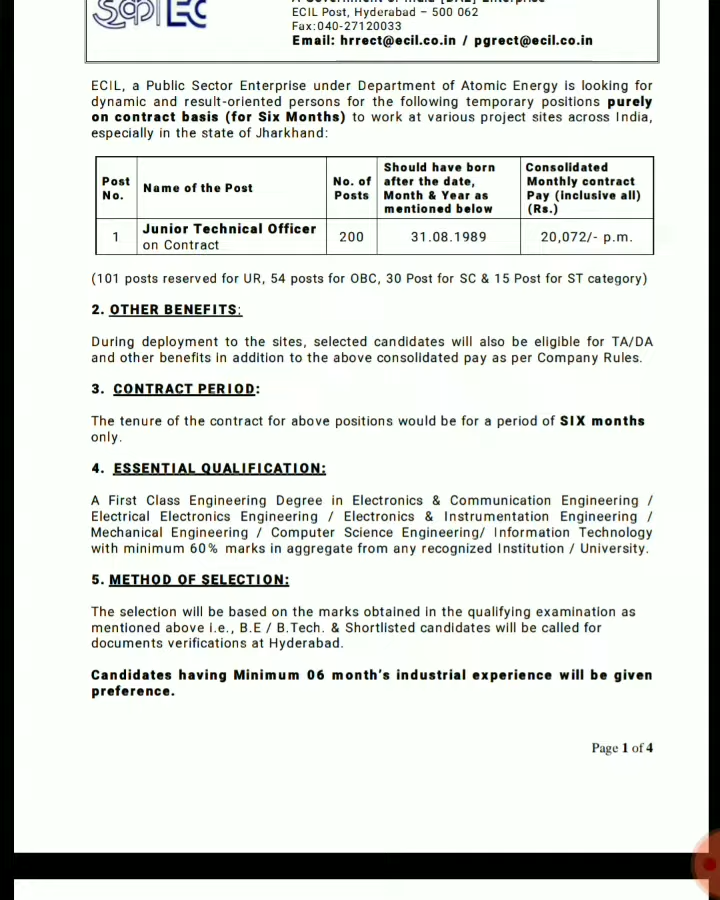 ECIL Post, Hyderabad – 500 062
Fax:040-27120033
Email: hrrect@ecil.co.in / pgrect@ecil.co.in
ECIL, a Public Sector Enterprise under Department of Atomic Energy is looking for
dynamic and result-oriented persons for the following temporary positions purely
on contract basis (for Six Months) to work at various project sites across India,
especially in the state of Jharkhand:
Post No. Name of the Post No. of Posts Should have born after the date, Month & Year as mentioned below Consolidated Monthly contract Pay (inclusive all) (Rs.)
1 Junior Technical Officer on Contract 200 31.08.1989 20,072/- p.m.
(101 posts reserved for UR, 54 posts for OBC, 30 Post for SC & 15 Post for ST category)
2. OTHER BENEFITS:
During deployment to the sites, selected candidates will also be eligible for TA/DA
and other benefits in addition to the above consolidated pay as per Company Rules.
3. CONTRACT PERIOD:
The tenure of the contract for above positions would be for a period of SIX months
only.
4. ESSENTIAL QUALIFICATION:
A First Class Engineering Degree in Electronics & Communication Engineering /
Electrical Electronics Engineering / Electronics & Instrumentation Engineering /
Mechanical Engineering / Computer Science Engineering/ Information Technology
with minimum 60% marks in aggregate from any recognized Institution / University.
5. METHOD OF SELECTION:
The selection will be based on the marks obtained in the qualifying examination as
mentioned above i.e., B.E / B.Tech. & Shortlisted candidates will be called for
documents verifications at Hyderabad.
Candidates having Minimum 06 month's industrial experience will be given
preference.
Page 1 of 4